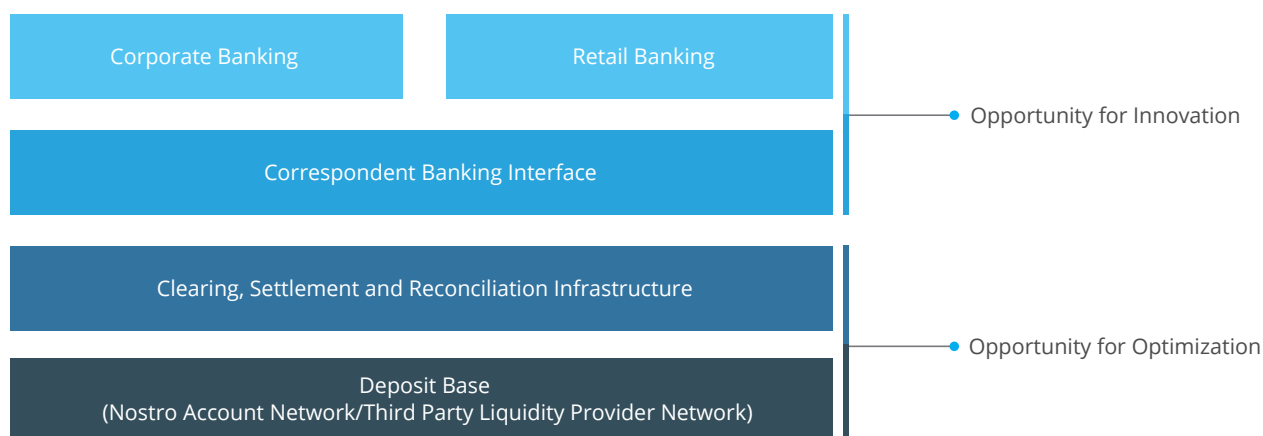 Corporate Banking
Retail Banking
Opportunity for Innovation
Correspondent Banking Interface
Clearing, Settlement and Reconciliation Infrastructure
Opportunity for Optimization
Deposit Base
(Nostro Account Network/Third Party Liquidity Provider Network)